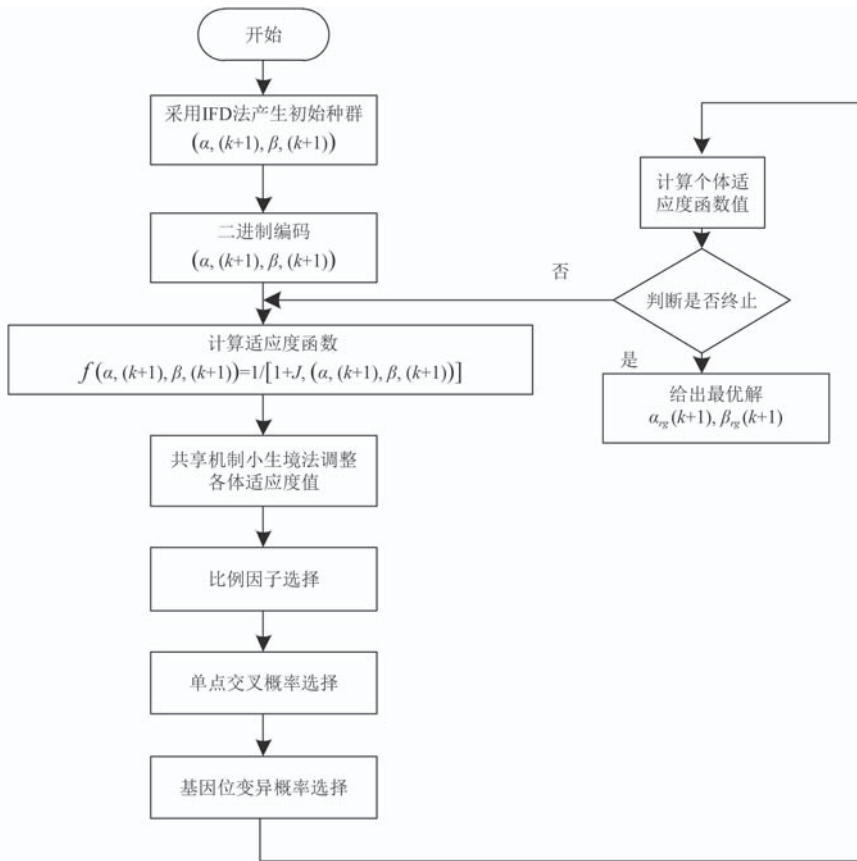 开始
采用IFD法产生初始种群
(α, (k+1), β, (k+1))
二进制编码
(α, (k+1), β, (k+1))
计算适应度函数
f(α, (k+1), β, (k+1))=1/[1+J, (α, (k+1), β, (k+1))]
共享机制小生境法调整
各体适应度值
比例因子选择
单点交叉概率选择
基因位变异概率选择
计算个体适
应度函数值
判断是否终止
否
是
给出最优解
αrg(k+1), βrg(k+1)